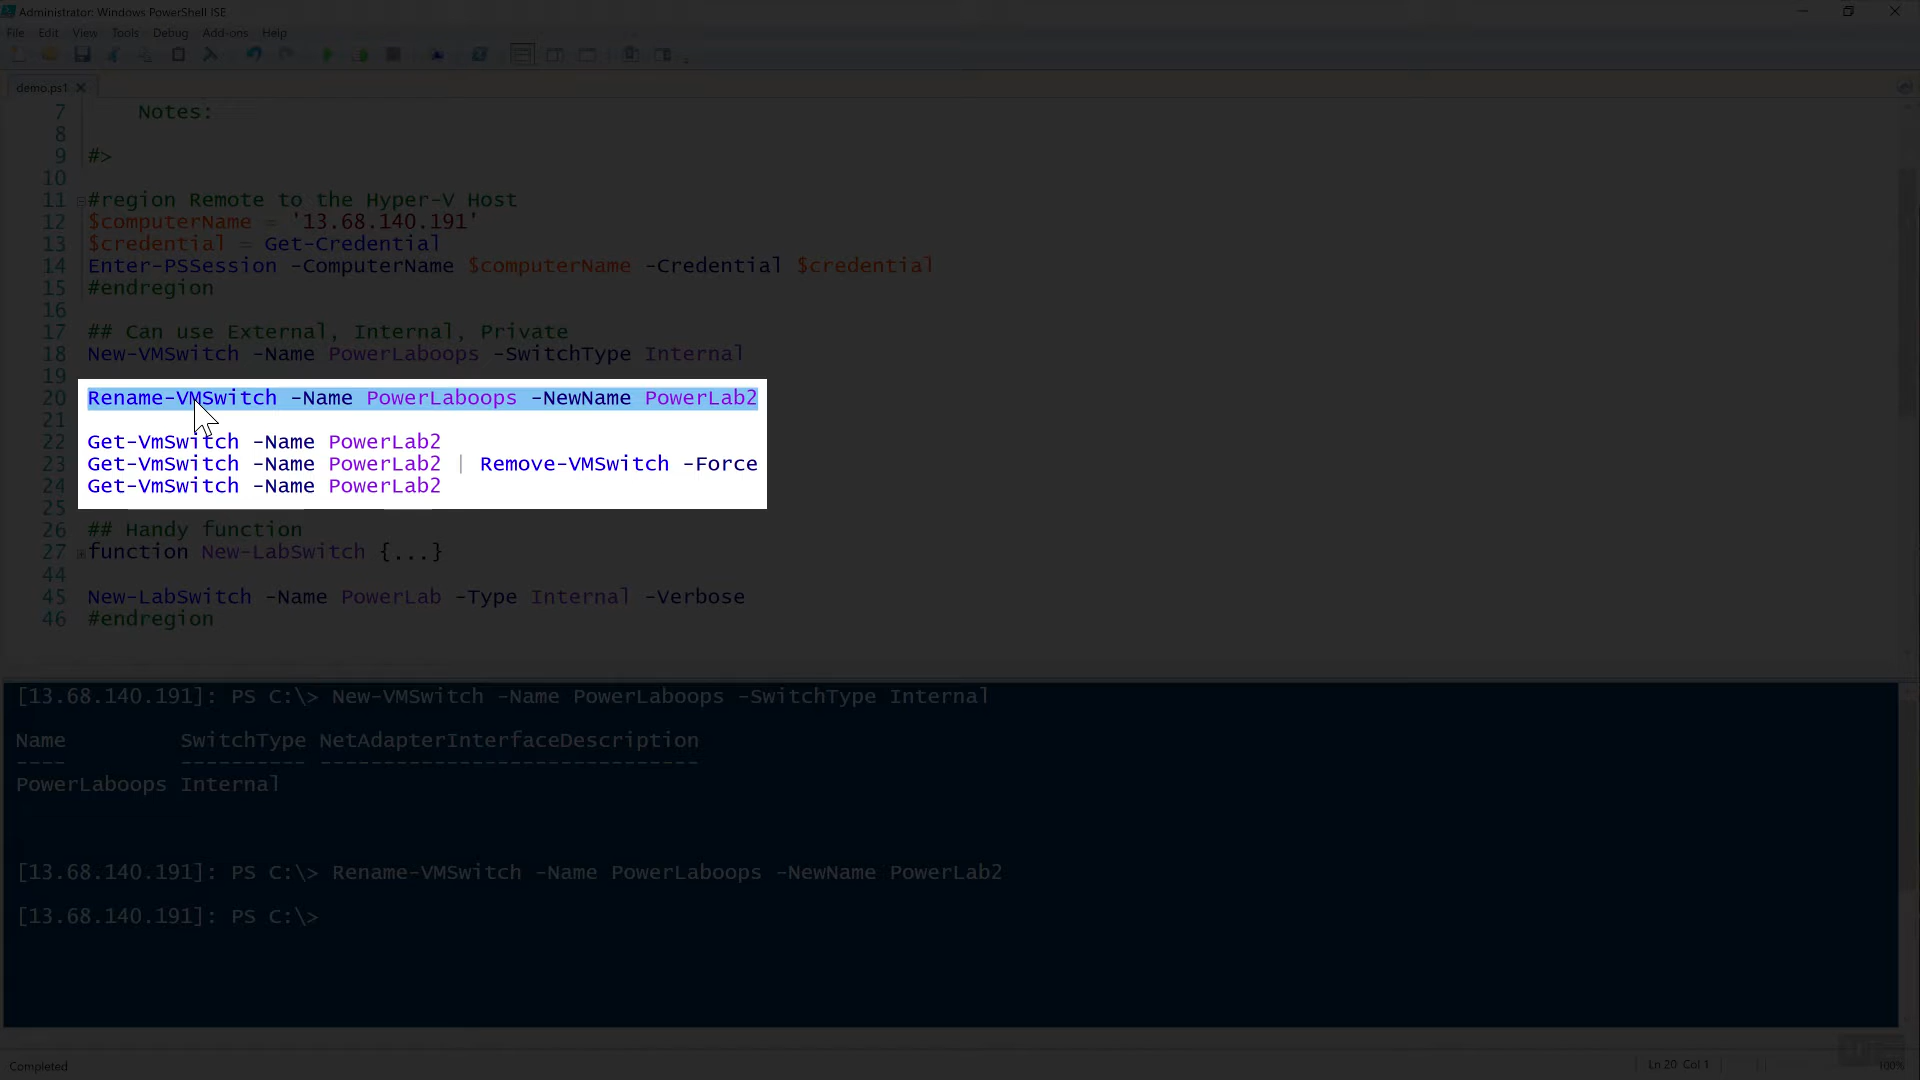 Administrator: Windows PowerShell ISE
File Edit View Tools Debug Add-ons Help
demo.ps1
7 Notes:
8
9 #>
10
11 #region Remote to the Hyper-V Host
12 $computerName = '13.68.140.191'
13 $credential = Get-Credential
14 Enter-PSSession -ComputerName $computerName -Credential $credential
15 #endregion
16
17 ## Can use External, Internal, Private
18 New-VMSwitch -Name PowerLaboops -SwitchType Internal
19
20 Rename-VMSwitch -Name PowerLaboops -NewName PowerLab2
21
22 Get-VmSwitch -Name PowerLab2
23 Get-VmSwitch -Name PowerLab2 | Remove-VMSwitch -Force
24 Get-VmSwitch -Name PowerLab2
25
26 ## Handy function
27 function New-LabSwitch {...}
44
45 New-LabSwitch -Name PowerLab -Type Internal -Verbose
46 #endregion
[13.68.140.191]: PS C:\> New-VMSwitch -Name PowerLaboops -SwitchType Internal
Name SwitchType NetAdapterInterfaceDescription
---- ---------- ------------------------------
PowerLaboops Internal
[13.68.140.191]: PS C:\> Rename-VMSwitch -Name PowerLaboops -NewName PowerLab2
[13.68.140.191]: PS C:\>
Completed
Ln 20 Col 1
100%